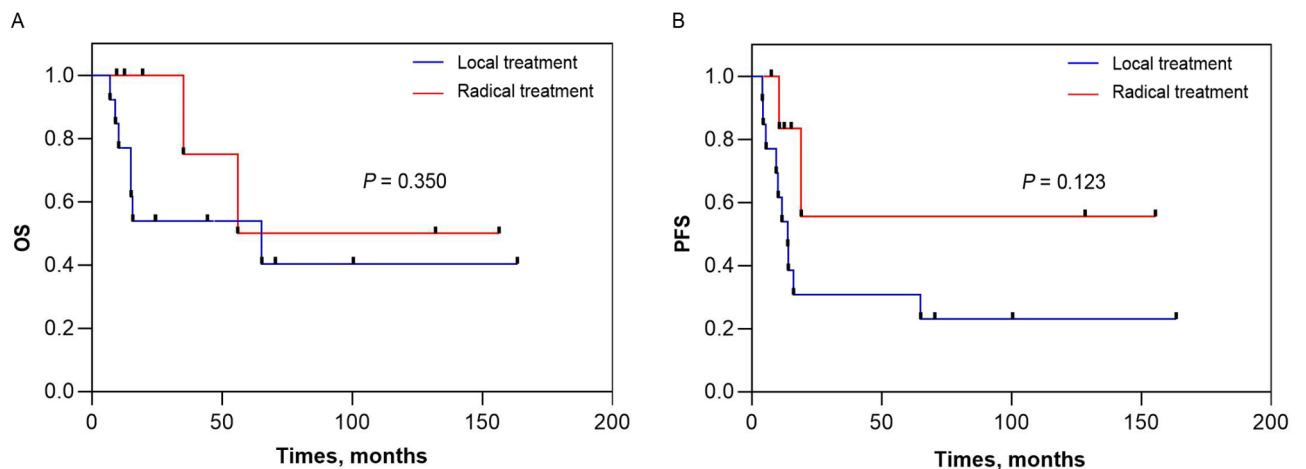 A
OS
1.0
0.8
0.6
0.4
0.2
0.0
Local treatment
Radical treatment
P = 0.350
0
50
100
150
200
Times, months
B
PFS
1.0
0.8
0.6
0.4
0.2
0.0
Local treatment
Radical treatment
P = 0.123
0
50
100
150
200
Times, months